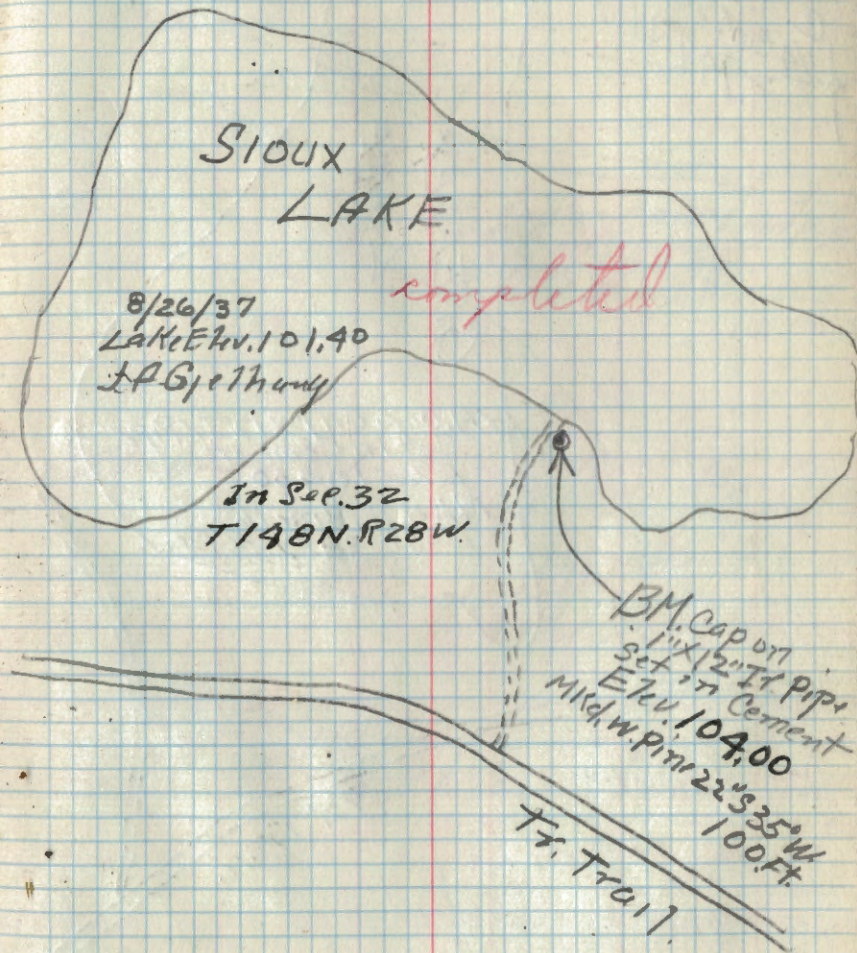 SIOUX
LAKE
completed
8/26/37
Lake Elev. 101.40
In Sec. 32
T148N. R28W.
BM. Cap on
1"X12" Ir. Pipe
Set in Cement
Elev. 104.00
Mkd. W. Pine 22" S35°W.
100 Ft.
Tr. Trail